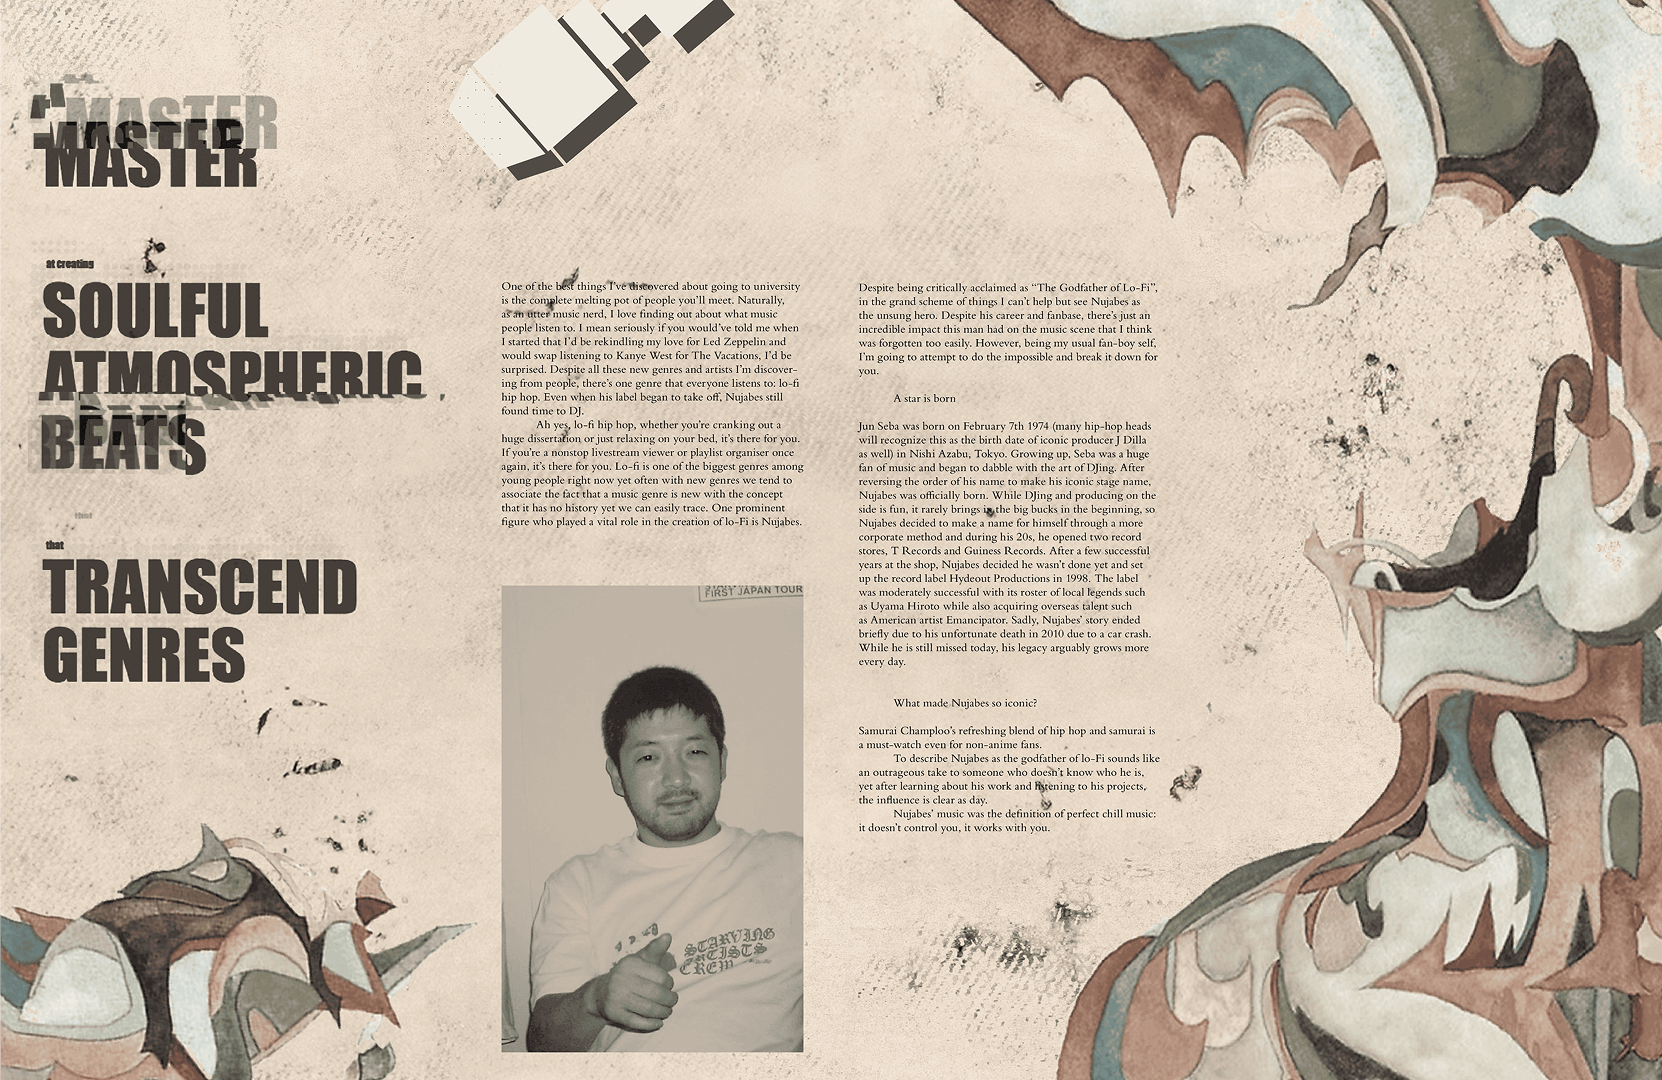 MASTER
MASTER
at creating
SOULFUL
ATMOSPHERIC
BEATS
that
that
TRANSCEND
GENRES
One of the best things I've discovered about going to university
is the complete melting pot of people you'll meet. Naturally,
as an utter music nerd, I love finding out about what music
people listen to. I mean seriously if you would've told me when
I started that I'd be rekindling my love for Led Zeppelin and
would swap listening to Kanye West for The Vacations, I'd be
surprised. Despite all these new genres and artists I'm discover-
ing from people, there's one genre that everyone listens to: lo-fi
hip hop. Even when his label began to take off, Nujabes still
found time to DJ.
Ah yes, lo-fi hip hop, whether you're cranking out a
huge dissertation or just relaxing on your bed, it's there for you.
If you're a nonstop livestream viewer or playlist organiser once
again, it's there for you. Lo-fi is one of the biggest genres among
young people right now yet often with new genres we tend to
associate the fact that a music genre is new with the concept
that it has no history yet we can easily trace. One prominent
figure who played a vital role in the creation of lo-Fi is Nujabes.
FIRST JAPAN TOUR
STARVING
ARTISTS
CREW
Despite being critically acclaimed as “The Godfather of Lo-Fi”,
in the grand scheme of things I can't help but see Nujabes as
the unsung hero. Despite his career and fanbase, there's just an
incredible impact this man had on the music scene that I think
was forgotten too easily. However, being my usual fan-boy self,
I'm going to attempt to do the impossible and break it down for
you.
A star is born
Jun Seba was born on February 7th 1974 (many hip-hop heads
will recognize this as the birth date of iconic producer J Dilla
as well) in Nishi Azabu, Tokyo. Growing up, Seba was a huge
fan of music and began to dabble with the art of DJing. After
reversing the order of his name to make his iconic stage name,
Nujabes was officially born. While DJing and producing on the
side is fun, it rarely brings in the big bucks in the beginning, so
Nujabes decided to make a name for himself through a more
corporate method and during his 20s, he opened two record
stores, T Records and Guiness Records. After a few successful
years at the shop, Nujabes decided he wasn't done yet and set
up the record label Hydeout Productions in 1998. The label
was moderately successful with its roster of local legends such
as Uyama Hiroto while also acquiring overseas talent such
as American artist Emancipator. Sadly, Nujabes' story ended
briefly due to his unfortunate death in 2010 due to a car crash.
While he is still missed today, his legacy arguably grows more
every day.
What made Nujabes so iconic?
Samurai Champloo's refreshing blend of hip hop and samurai is
a must-watch even for non-anime fans.
To describe Nujabes as the godfather of lo-Fi sounds like
an outrageous take to someone who doesn't know who he is,
yet after learning about his work and listening to his projects,
the influence is clear as day.
Nujabes' music was the definition of perfect chill music:
it doesn't control you, it works with you.